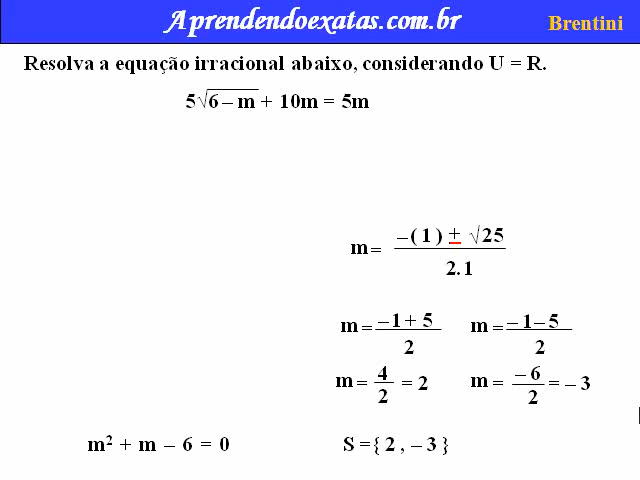 Aprendendoexatas.com.br Brentini
Resolva a equação irracional abaixo, considerando U = R.
5√6 – m + 10m = 5m
m = –( 1 ) ± √25
2.1
m = –1 + 5 m = –1 – 5
2 2
m = 4 = 2 m = – 6 = – 3
2 2
m² + m – 6 = 0 S = { 2 , – 3 }